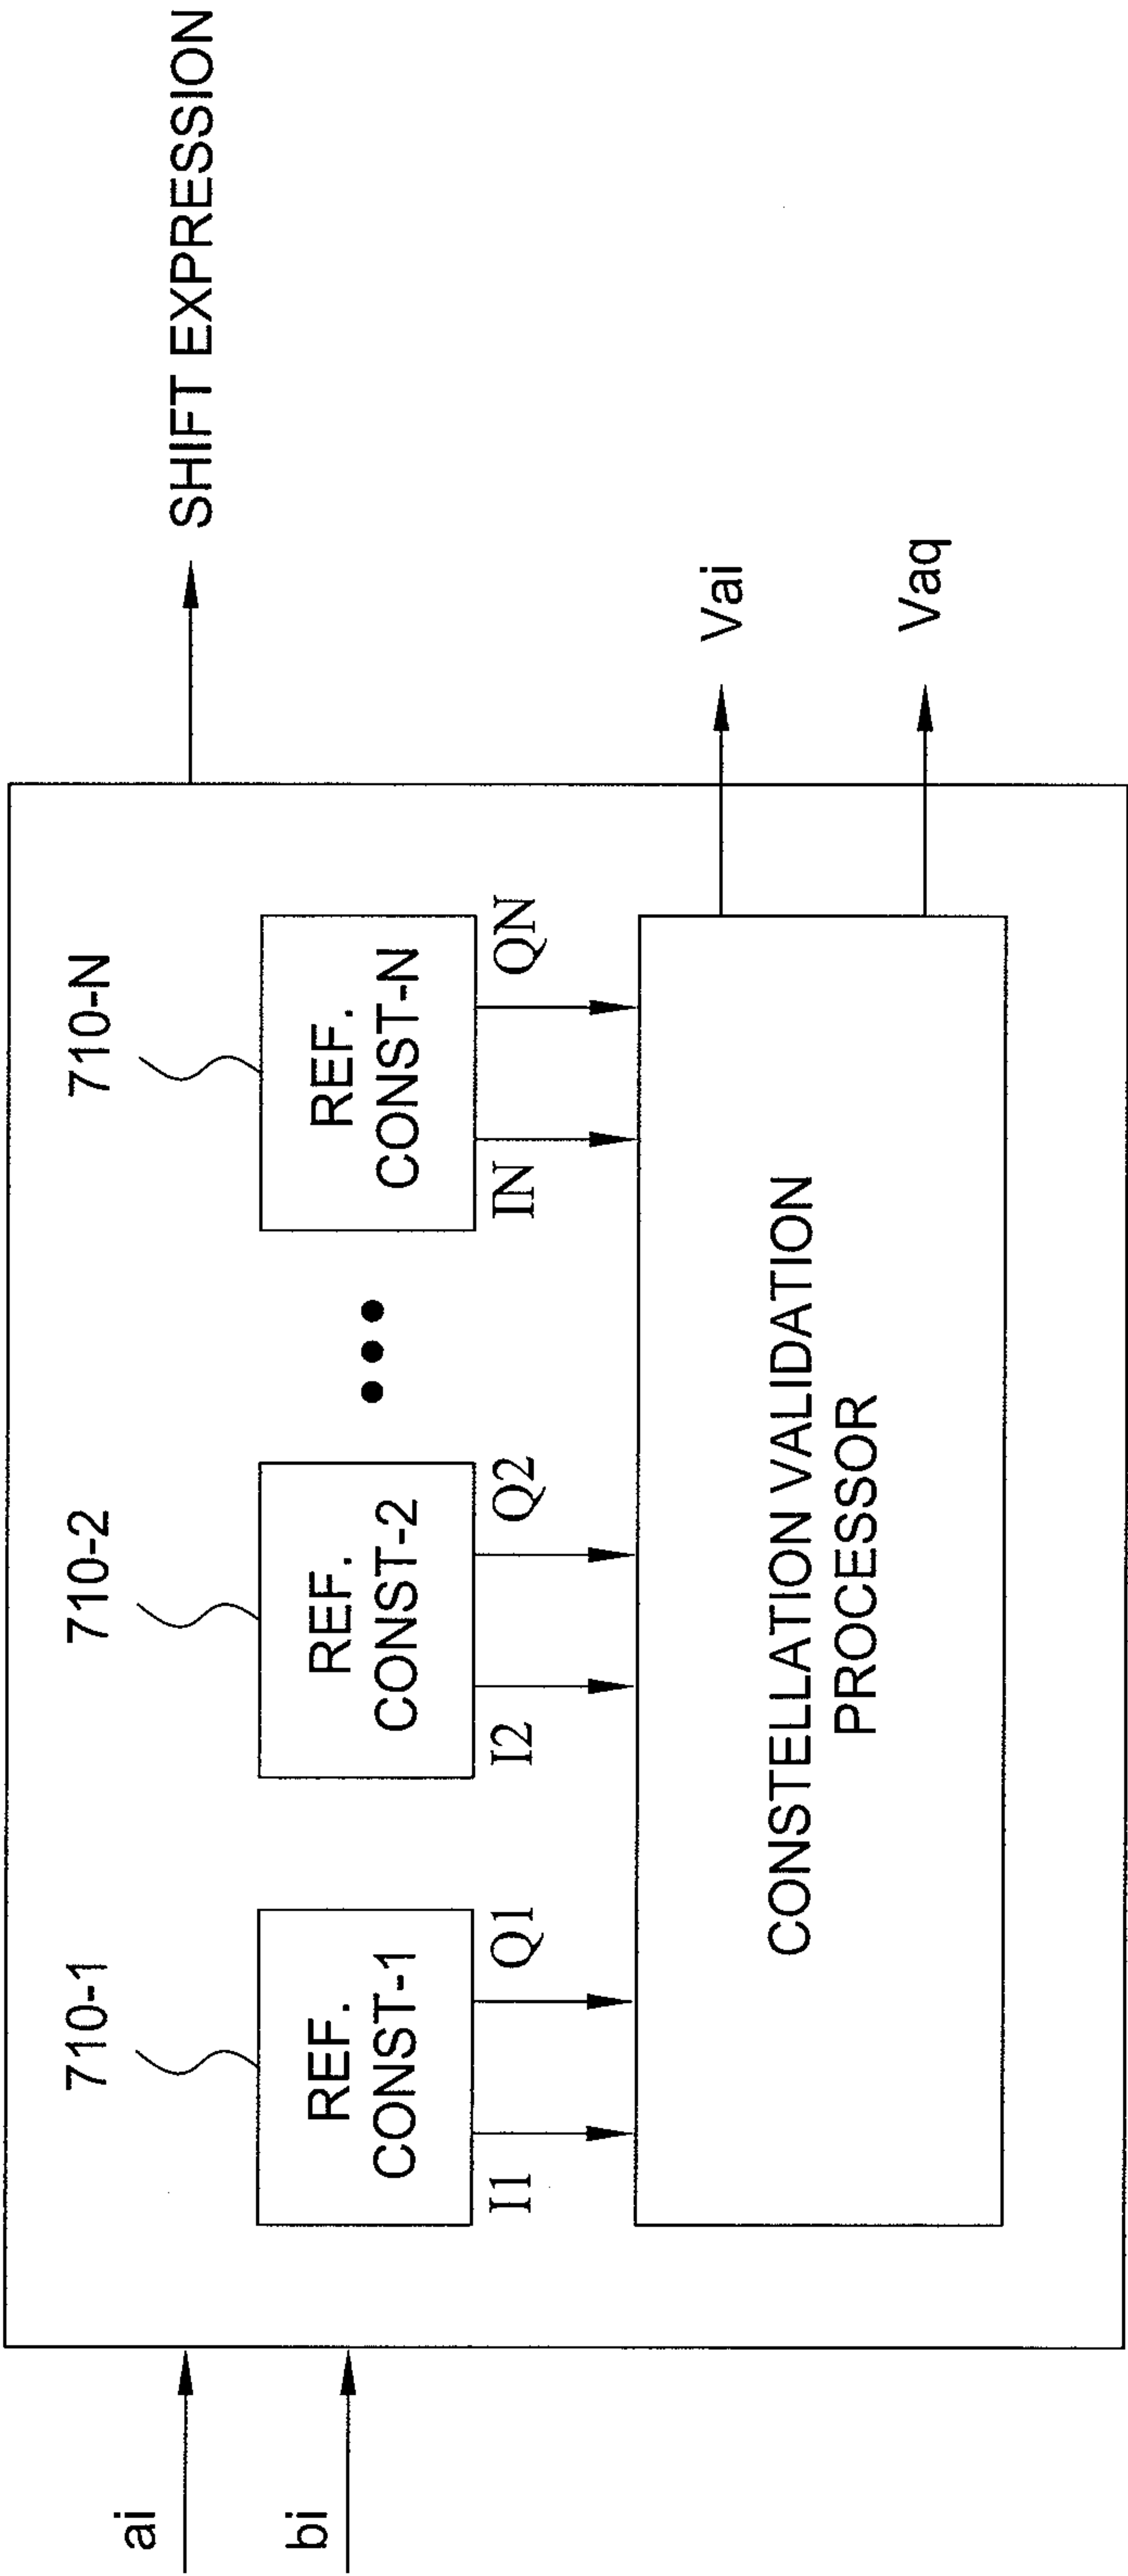 710-1
710-2
710-N
SHIFT EXPRESSION
ai
bi
REF.
CONST-1
REF.
CONST-2
REF.
CONST-N
I1
Q1
I2
Q2
IN
QN
CONSTELLATION VALIDATION
PROCESSOR
Vai
Vaq